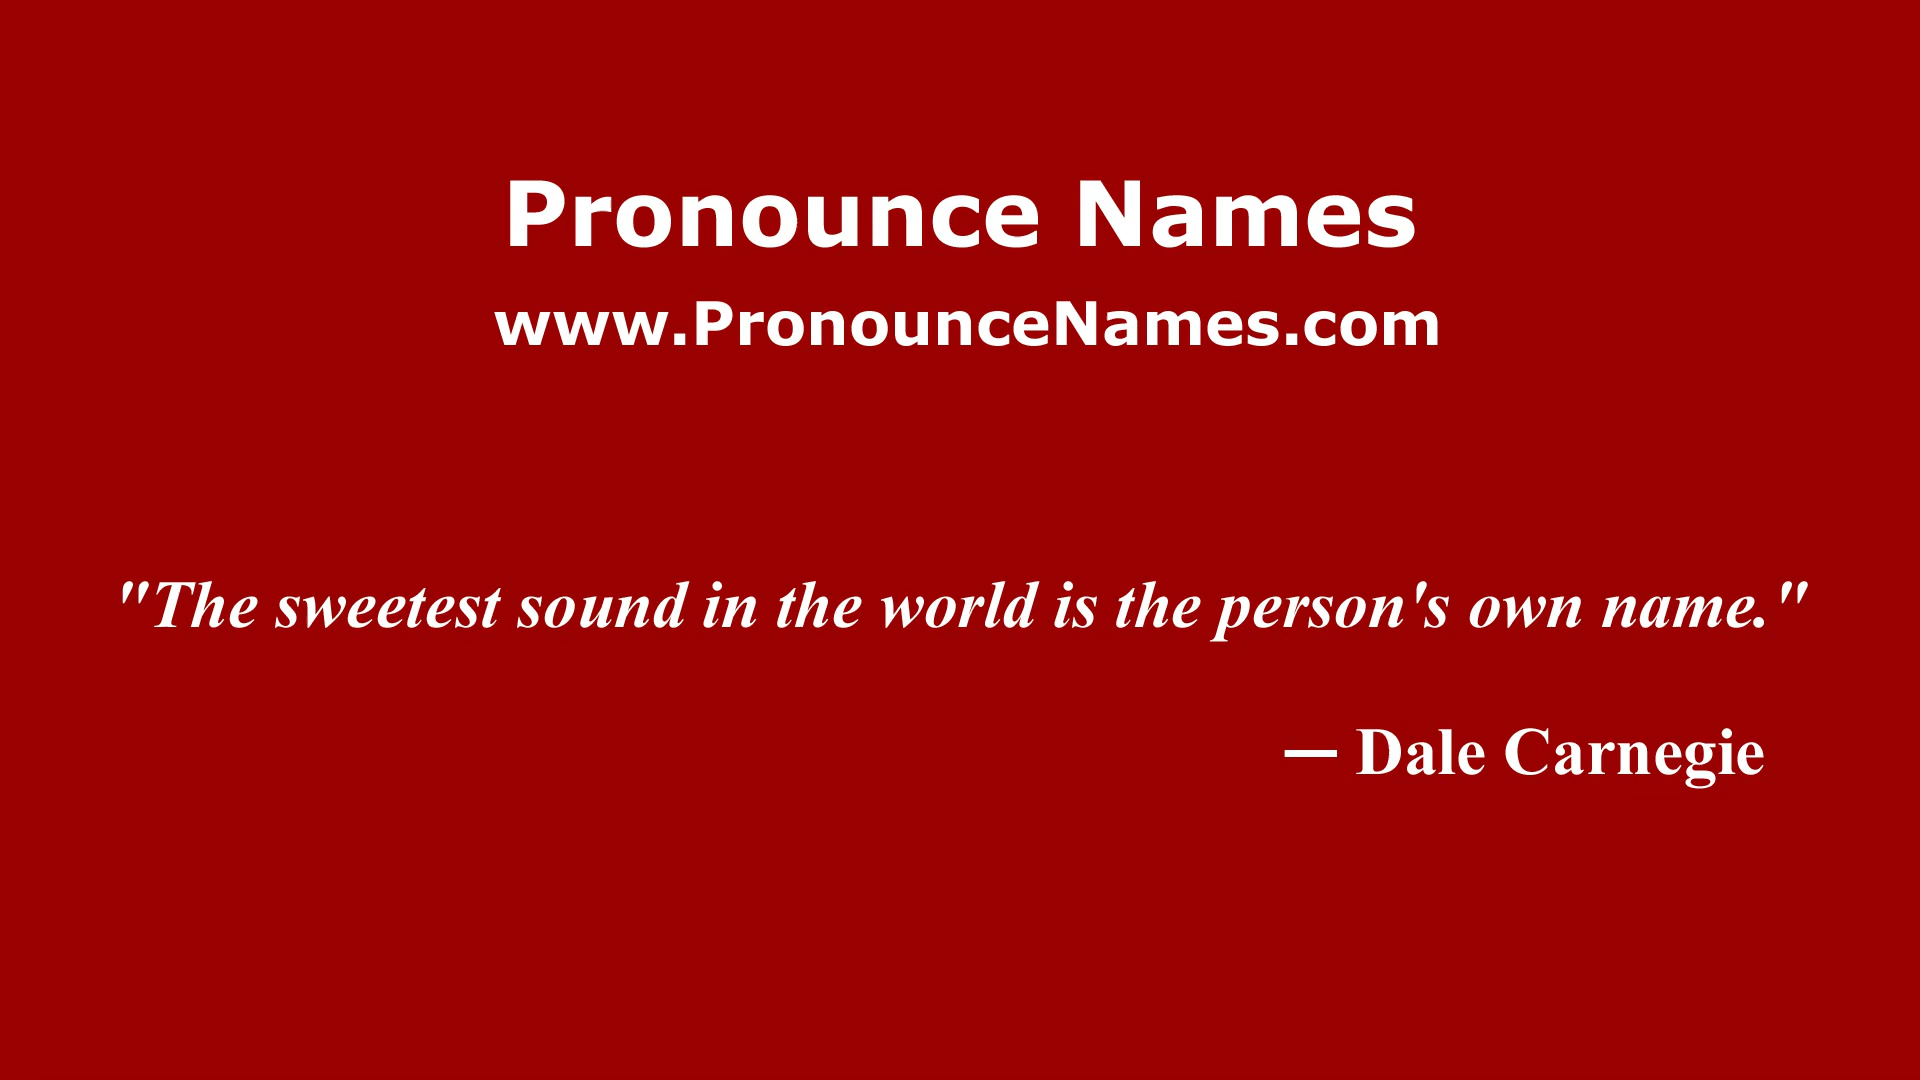 Pronounce Names
www.PronounceNames.com
"The sweetest sound in the world is the person's own name."
— Dale Carnegie